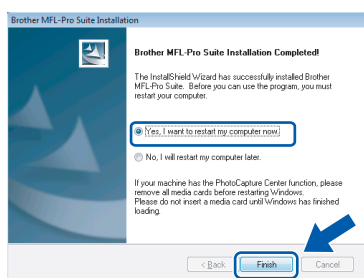 Brother MFL-Pro Suite Installation
Brother MFL-Pro Suite Installation Completed!
The InstallShield Wizard has successfully installed Brother
MFL-Pro Suite. Before you can use the program, you must
restart your computer.
Yes, I want to restart my computer now.
No, I will restart my computer later.
If your machine has the PhotoCapture Center function, please
remove all media cards before restarting Windows.
Please do not insert a media card until Windows has finished
loading.
< Back Finish Cancel